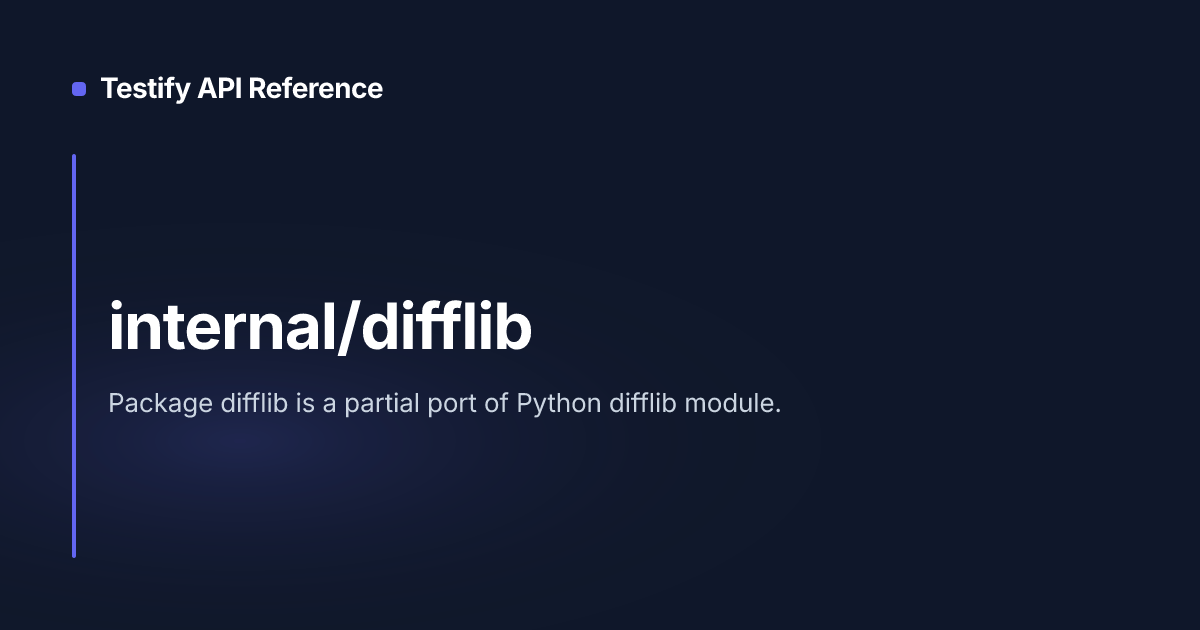 Testify API Reference
internal/difflib
Package difflib is a partial port of Python difflib module.